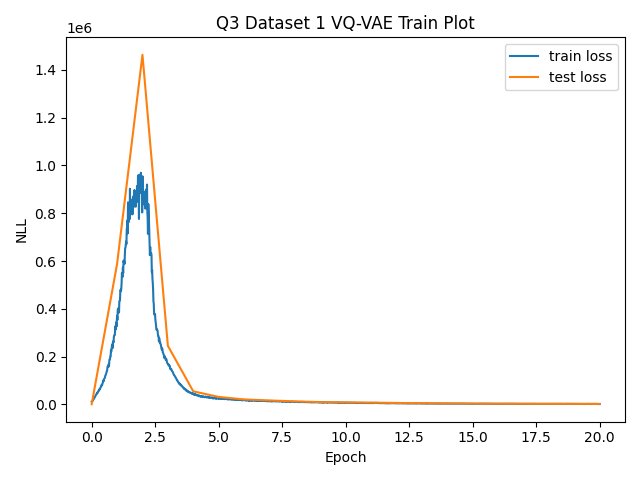 Q3 Dataset 1 VQ-VAE Train Plot
1e6
train loss
test loss
1.4
1.2
1.0
0.8
0.6
0.4
0.2
0.0
NLL
0.0 2.5 5.0 7.5 10.0 12.5 15.0 17.5 20.0
Epoch